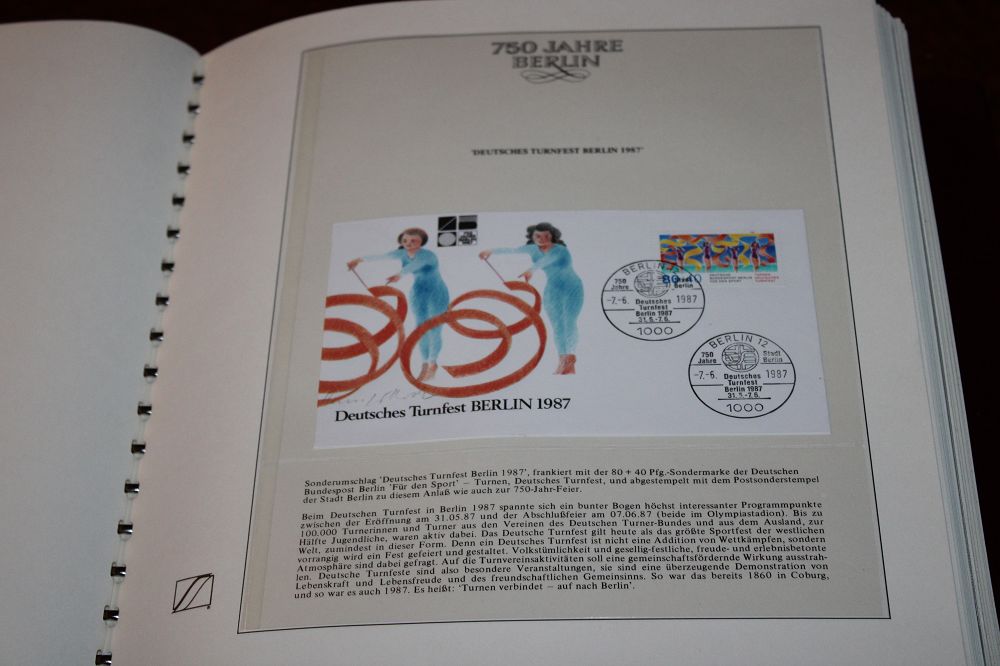 750 JAHRE
BERLIN
'DEUTSCHES TURNFEST BERLIN 1987'
80+40
DEUTSCHE
BUNDESPOST BERLIN
FÜR DEN SPORT
TURNEN
DEUTSCHES
TURNFEST
BERLIN 12
750
Jahre
Berlin
-7.-6.
1987
Deutsches
Turnfest
Berlin 1987
31.5.-7.6.
1000
BERLIN 12
750
Jahre
Stadt
Berlin
-7.-6.
1987
Deutsches
Turnfest
Berlin 1987
31.5.-7.6.
1000
Deutsches Turnfest BERLIN 1987
Sonderumschlag 'Deutsches Turnfest Berlin 1987', frankiert mit der 80 + 40 Pfg.-Sondermarke der Deutschen
Bundespost Berlin 'Für den Sport' – Turnen, Deutsches Turnfest, und abgestempelt mit dem Postsonderstempel
der Stadt Berlin zu diesem Anlaß wie auch zur 750-Jahr-Feier.
Beim Deutschen Turnfest in Berlin 1987 spannte sich ein bunter Bogen höchst interessanter Programmpunkte
zwischen der Eröffnung am 31.05.87 und der Abschlußfeier am 07.06.87 (beide im Olympiastadion). Bis zu
100.000 Turnerinnen und Turner aus den Vereinen des Deutschen Turner-Bundes und aus dem Ausland, zur
Hälfte Jugendliche, waren aktiv dabei. Das Deutsche Turnfest gilt heute als das größte Sportfest der westlichen
Welt, zumindest in dieser Form. Denn ein Deutsches Turnfest ist nicht eine Addition von Wettkämpfen, sondern
vorrangig wird ein Fest gefeiert und gestaltet. Volkstümlichkeit und gesellig-festliche, freude- und erlebnisbetonte
Atmosphäre sind dabei gefragt. Auf die Turnvereinsaktivitäten soll eine gemeinschaftsfördernde Wirkung ausstrah-
len. Deutsche Turnfeste sind also besondere Veranstaltungen, sie sind eine überzeugende Demonstration von
Lebenskraft und Lebensfreude und des freundschaftlichen Gemeinsinns. So war das bereits 1860 in Coburg,
und so war es auch 1987. Es heißt: 'Turnen verbindet – auf nach Berlin'.